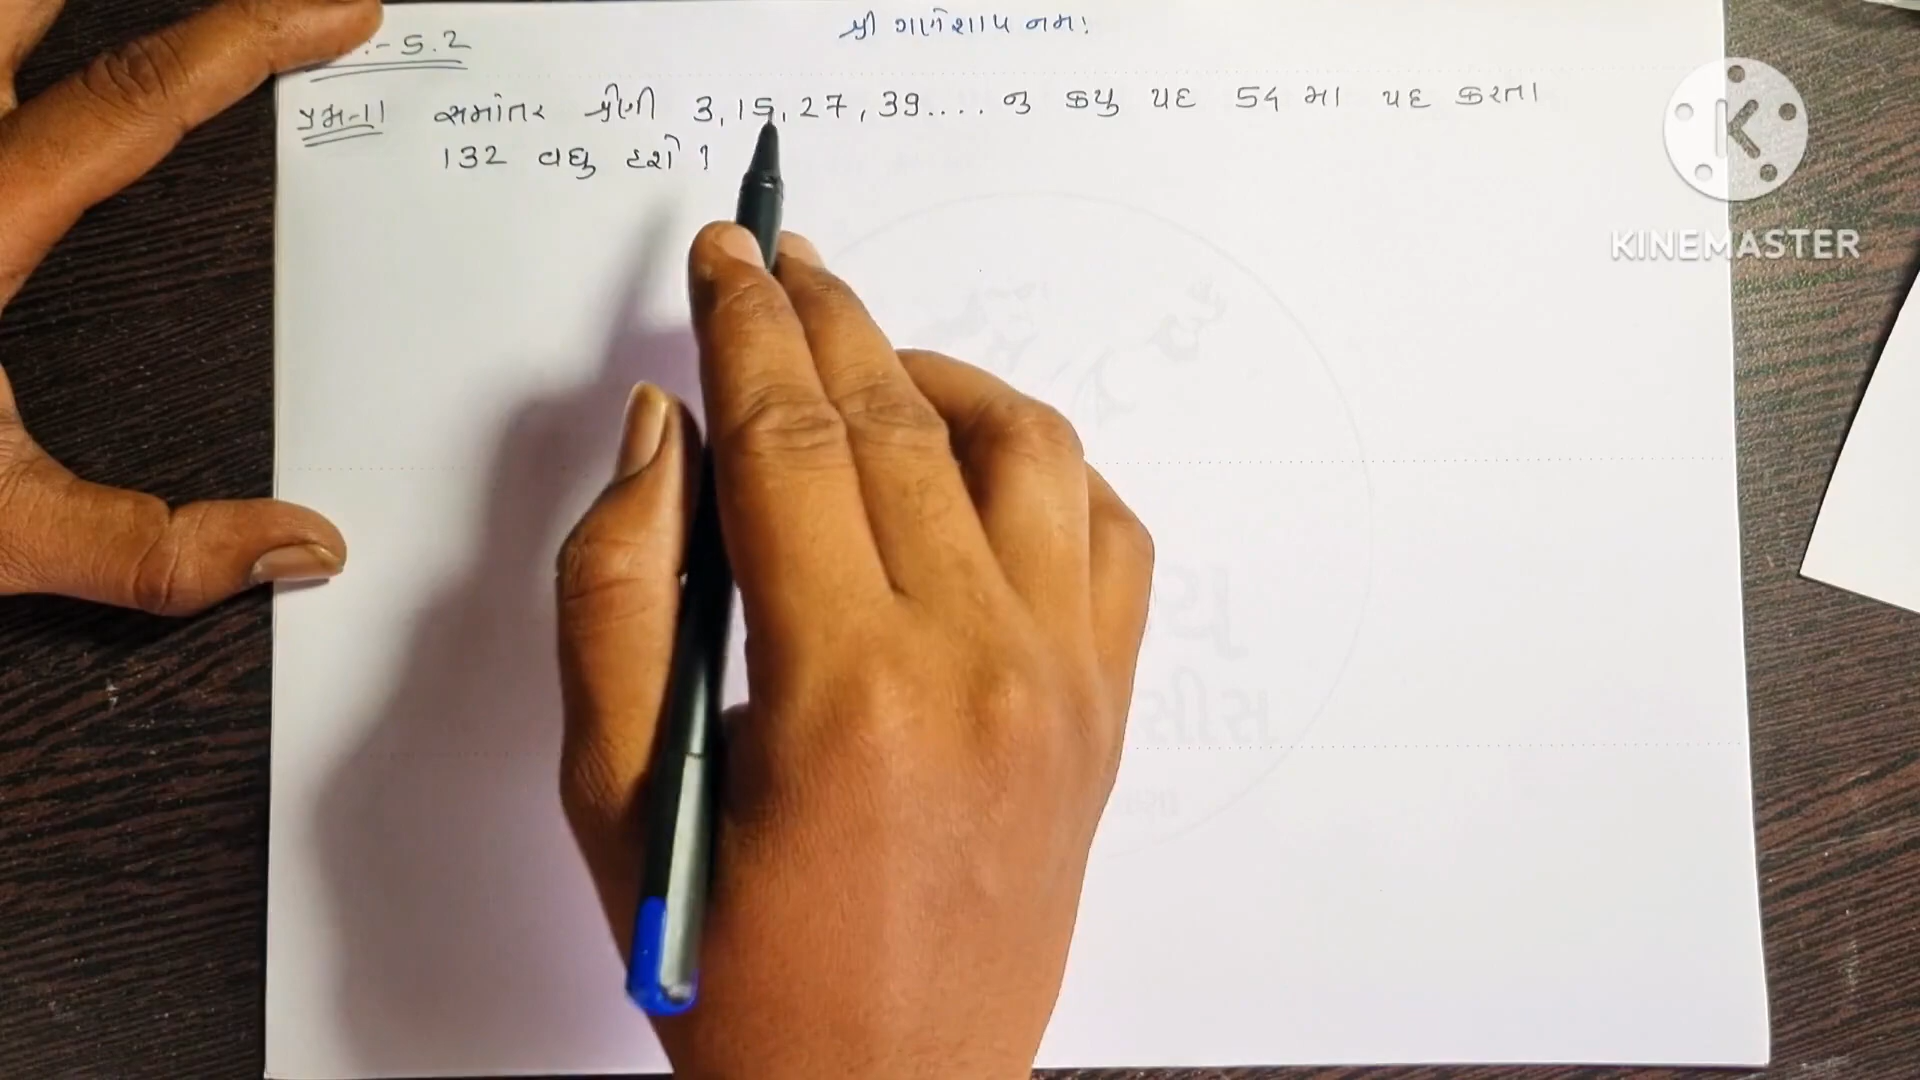 શ્રી ગણેશાય નમઃ
:- 5.2
પ્રશ્ન-11 સમાંતર શ્રેણી 3, 15, 27, 39.... નુ કયુ પદ 54 મા પદ કરતા
132 વધુ હશે ?
KINEMASTER